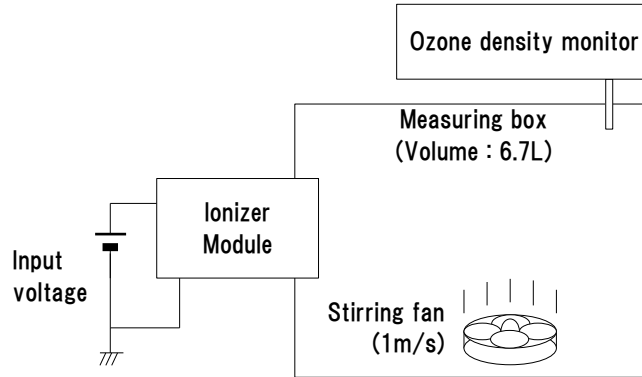 Ozone density monitor
Measuring box
(Volume : 6.7L)
Ionizer
Module
Input
voltage
Stirring fan
(1m/s)